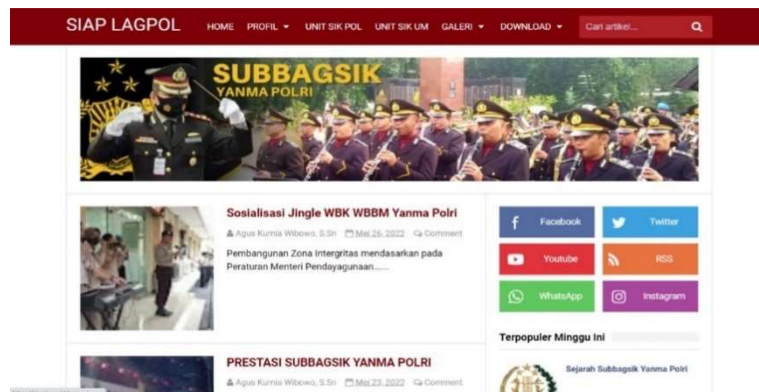 SIAP LAGPOL
HOME PROFIL UNIT SIK POL UNIT SIK UM GALERI DOWNLOAD Cari artikel...
SUBBAGSIK
YANMA POLRI
Sosialisasi Jingle WBK WBBM Yanma Polri
Agus Kurnia Wibowo, S.Sn Mei 26, 2022 Comment
Pembangunan Zona Intergritas mendasarkan pada
Peraturan Menteri Pendayagunaan......
PRESTASI SUBBAGSIK YANMA POLRI
Agus Kurnia Wibowo, S.Sn Mei 23, 2022 Comment
Facebook Twitter
Youtube RSS
WhatsApp Instagram
Terpopuler Minggu Ini
Sejarah Subbagsik Yanma Polri